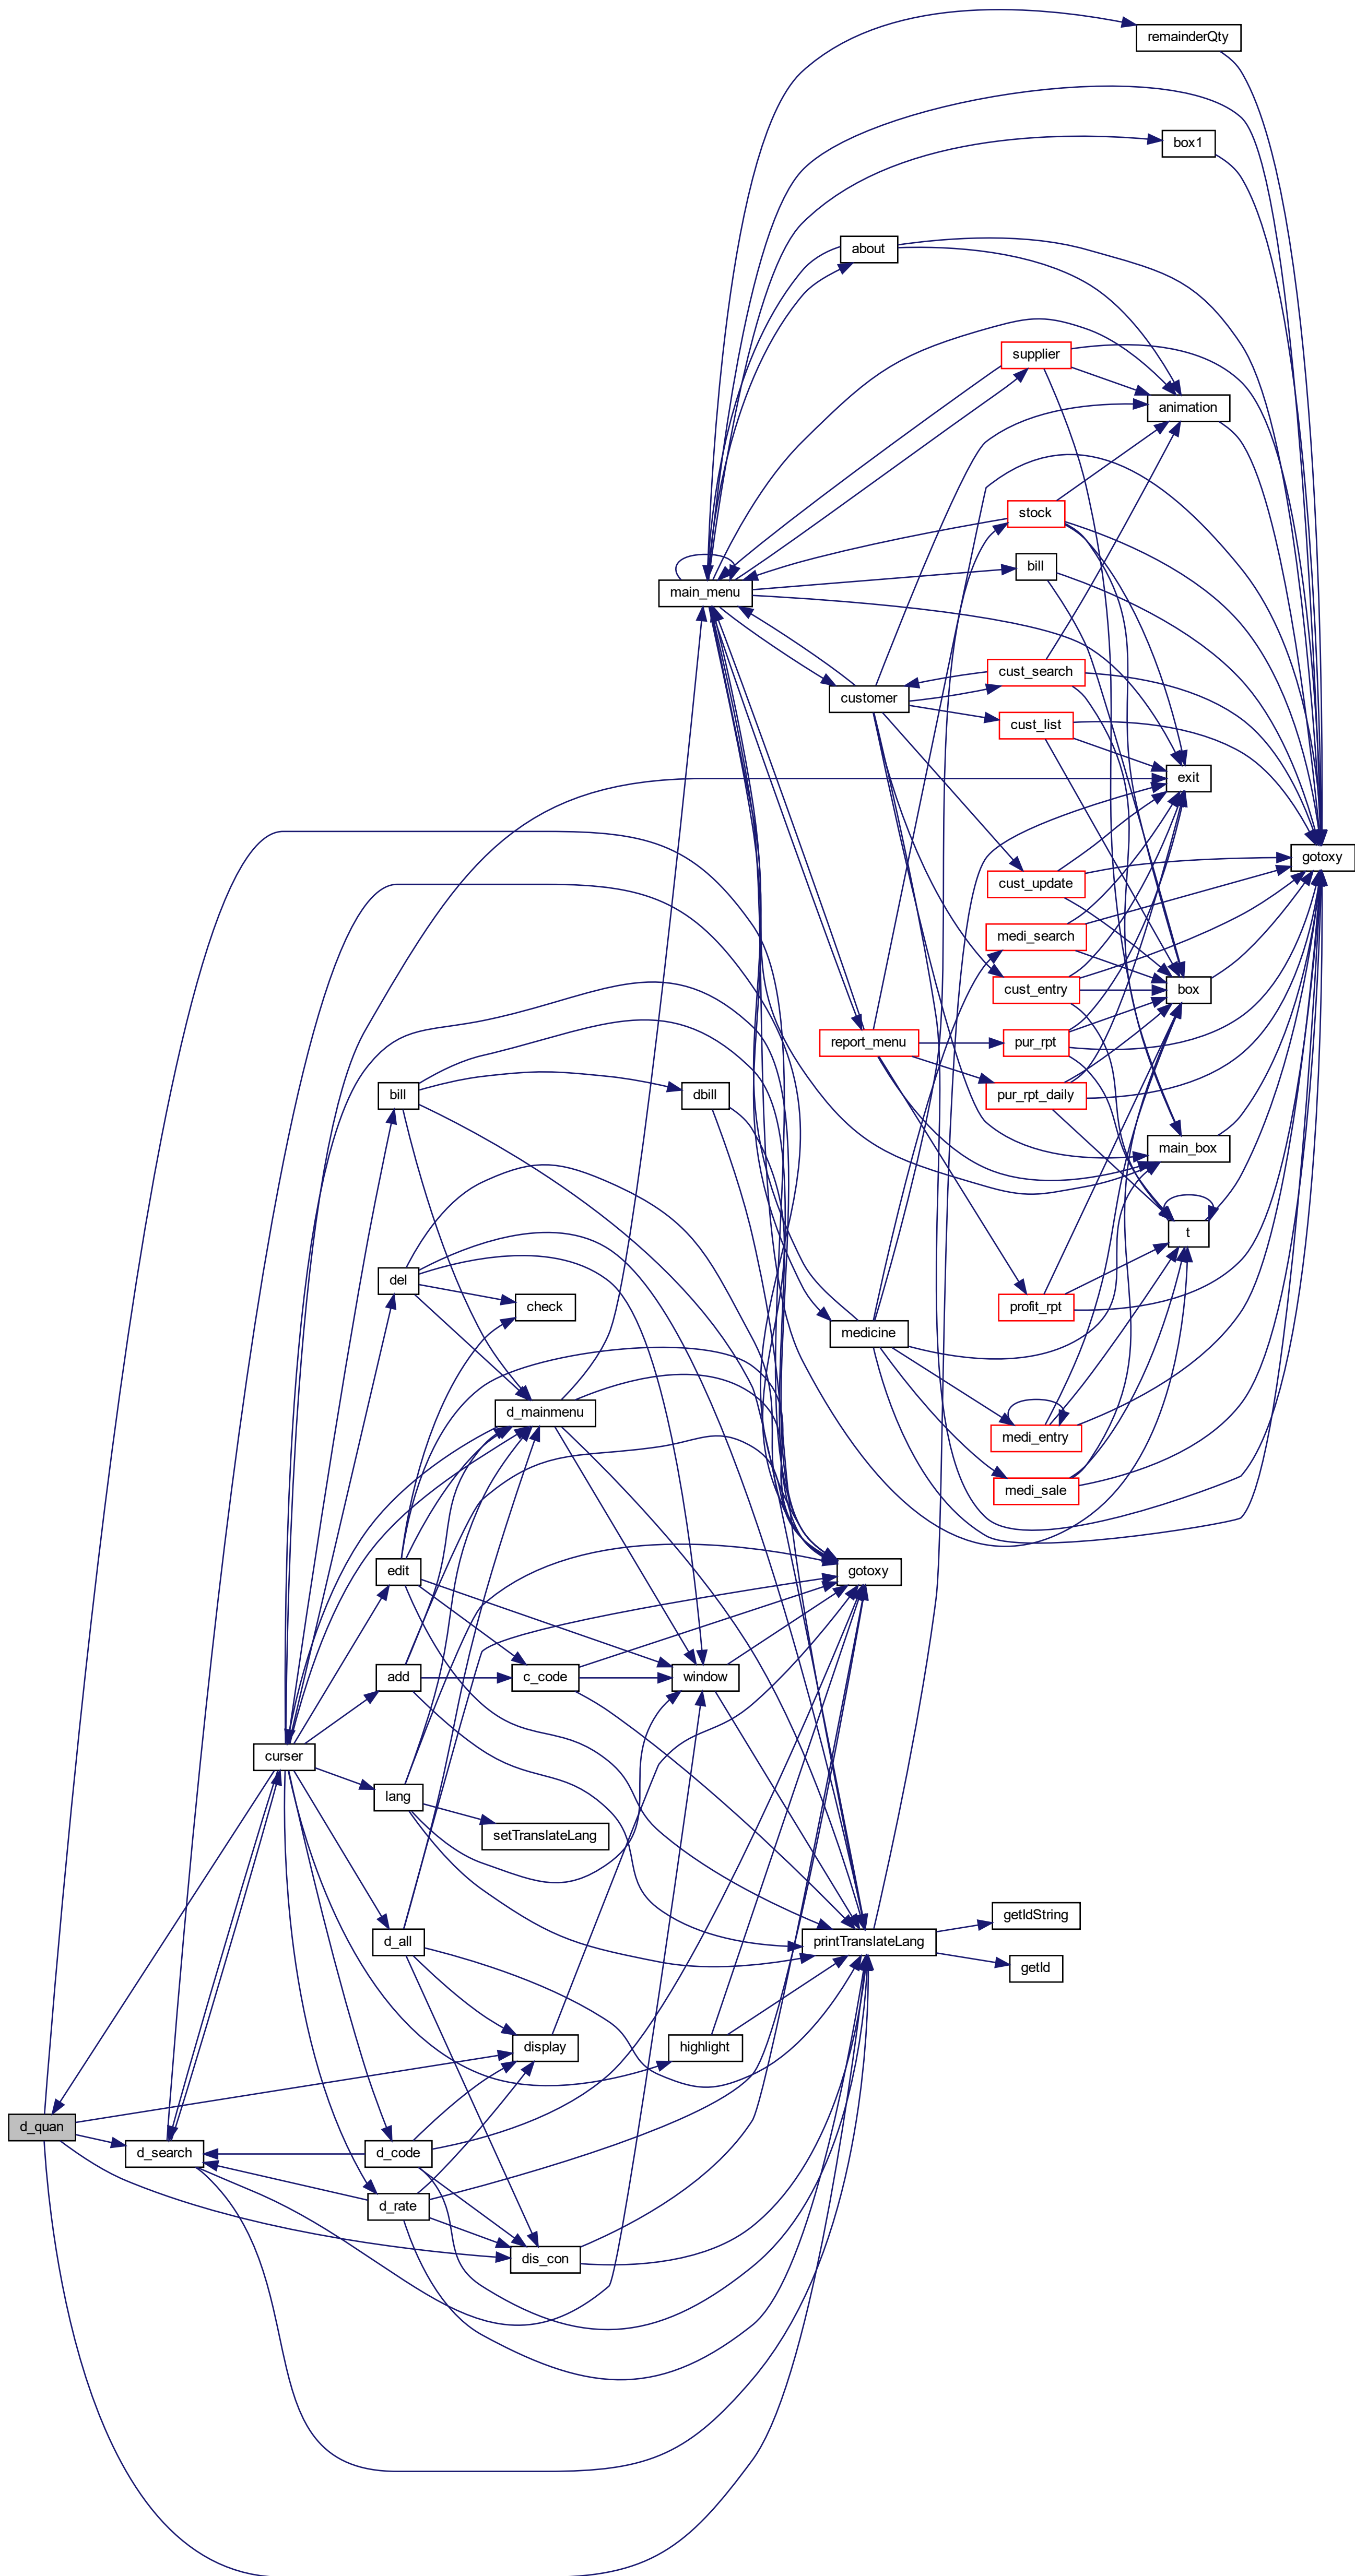 remainderQty
box1
about
supplier
animation
stock
bill
main_menu
cust_search
customer
cust_list
exit
gotoxy
cust_update
medi_search
cust_entry
box
report_menu
pur_rpt
bill
dbill
pur_rpt_daily
main_box
t
del
check
profit_rpt
medicine
d_mainmenu
medi_entry
medi_sale
edit
gotoxy
add
c_code
window
curser
lang
setTranslateLang
getIdString
d_all
printTranslateLang
getId
display
highlight
d_quan
d_search
d_code
d_rate
dis_con